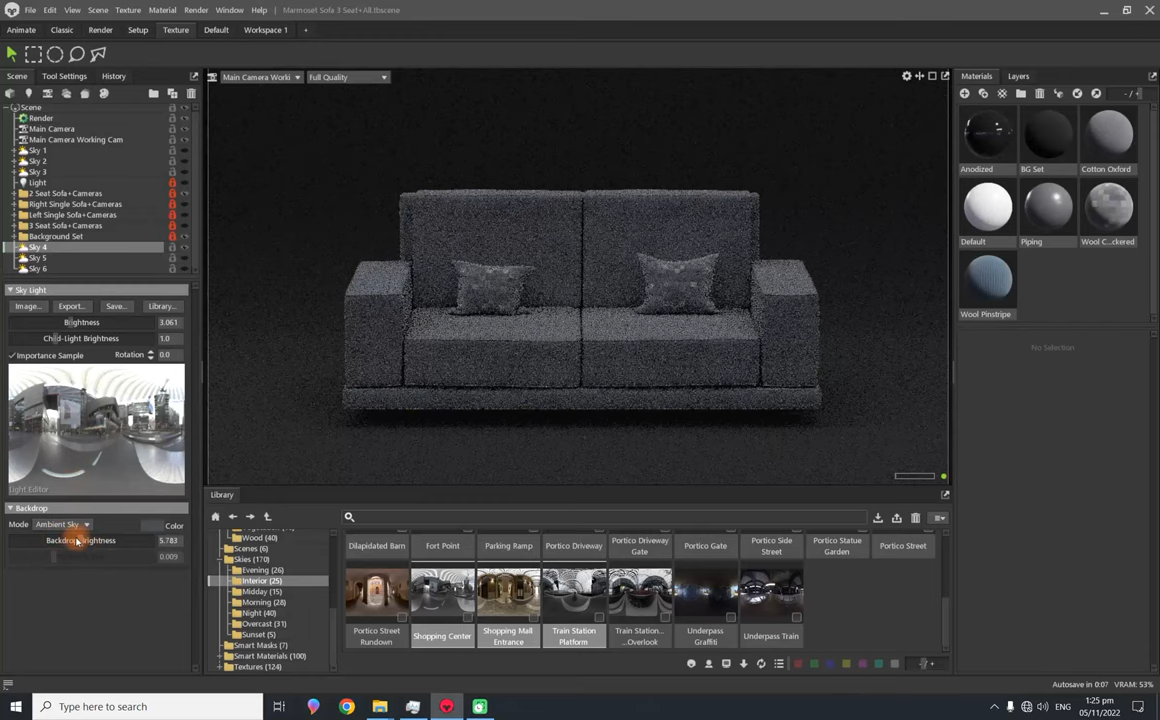 File Edit View Scene Texture Material Render Window Help Marmoset Sofa 3 Seat+All.tbscene
Animate Classic Render Setup Texture Default Workspace 1 +
Scene Tool Settings History
Main Camera Worki Full Quality
Materials Layers
Scene
Render
Main Camera
Main Camera Working Cam
Sky 1
Sky 2
Sky 3
Light
2 Seat Sofa+Cameras
Right Single Sofa+Cameras
Left Single Sofa+Cameras
3 Seat Sofa+Cameras
Background Set
Sky 4
Sky 5
Sky 6
Anodized BG Set Cotton Oxford
Default Piping Wool C...ckered
Wool Pinstripe
No Selection
Sky Light
Image... Export... Save... Library...
Brightness 3.061
Child-Light Brightness 1.0
Importance Sample Rotation 0.0
Light Editor
Backdrop
Mode Ambient Sky Color
Backdrop Brightness 5.783
0.009
Library
Wood (40)
Scenes (6)
Skies (170)
Evening (26)
Interior (25)
Midday (15)
Morning (28)
Night (40)
Overcast (31)
Sunset (5)
Smart Masks (7)
Smart Materials (100)
Textures (124)
Dilapidated Barn Fort Point Parking Ramp Portico Driveway Portico Driveway Gate Portico Gate Portico Side Street Portico Statue Garden Portico Street
Portico Street Rundown Shopping Center Shopping Mall Entrance Train Station Platform Train Station... ...Overlook Underpass Graffiti Underpass Train
Autosave in 0:07 VRAM: 53%
Type here to search
ENG
1:25 pm
05/11/2022